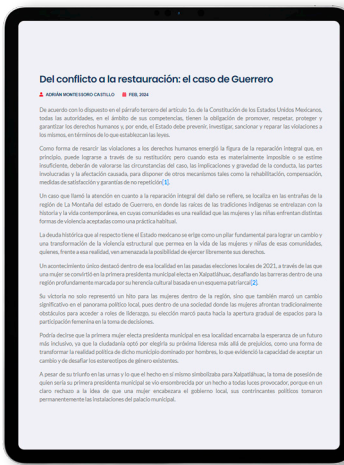 Del conflicto a la restauración: el caso de Guerrero
ADRIÁN MONTESSORO CASTILLO FEB, 2024
De acuerdo con lo dispuesto en el párrafo tercero del artículo 1o. de la Constitución de los Estados Unidos Mexicanos,
todas las autoridades, en el ámbito de sus competencias, tienen la obligación de promover, respetar, proteger y
garantizar los derechos humanos y, por ende, el Estado debe prevenir, investigar, sancionar y reparar las violaciones a
los mismos, en términos de lo que establezcan las leyes.
Como forma de resarcir las violaciones a los derechos humanos emergió la figura de la reparación integral que, en
principio, puede lograrse a través de su restitución; pero cuando esta es materialmente imposible o se estime
insuficiente, deberán de valorarse las circunstancias del caso, las implicaciones y gravedad de la conducta, las partes
involucradas y la afectación causada, para disponer de otros mecanismos tales como la rehabilitación, compensación,
medidas de satisfacción y garantías de no repetición[1].
Un caso que llamó la atención en cuanto a la reparación integral del daño se refiere, se localiza en las entrañas de la
región de La Montaña del estado de Guerrero, en donde las raíces de las tradiciones indígenas se entrelazan con la
historia y la vida contemporánea, en cuyas comunidades es una realidad que las mujeres y las niñas enfrentan distintas
formas de violencia aceptadas como una práctica habitual.
La deuda histórica que al respecto tiene el Estado mexicano se erige como un pilar fundamental para lograr un cambio y
una transformación de la violencia estructural que permea en la vida de las mujeres y niñas de esas comunidades,
quienes, frente a esa realidad, ven amenazada la posibilidad de ejercer libremente sus derechos.
Un acontecimiento único destacó dentro de esa localidad en las pasadas elecciones locales de 2021, a través de las que
una mujer se convirtió en la primera presidenta municipal electa en Xalpatláhuac, desafiando las barreras dentro de una
región profundamente marcada por su herencia cultural basada en un esquema patriarcal[2].
Su victoria no solo representó un hito para las mujeres dentro de la región, sino que también marcó un cambio
significativo en el panorama político local, pues dentro de una sociedad donde las mujeres afrontan tradicionalmente
obstáculos para acceder a roles de liderazgo, su elección marcó pauta hacia la apertura gradual de espacios para la
participación femenina en la toma de decisiones.
Podría decirse que la primera mujer electa presidenta municipal en esa localidad encarnaba la esperanza de un futuro
más inclusivo, ya que la ciudadanía optó por elegirla su próxima lideresa más allá de prejuicios, como una forma de
transformar la realidad política de dicho municipio dominado por hombres, lo que evidenció la capacidad de aceptar un
cambio y de desafiar los estereotipos de género existentes.
A pesar de su triunfo en las urnas y lo que el hecho en sí mismo simbolizaba para Xalpatláhuac, la toma de posesión de
quien sería su primera presidenta municipal se vio ensombrecida por un hecho a todas luces provocador, porque en un
claro rechazo a la idea de que una mujer encabezara el gobierno local, sus contrincantes políticos tomaron
permanentemente las instalaciones del palacio municipal.